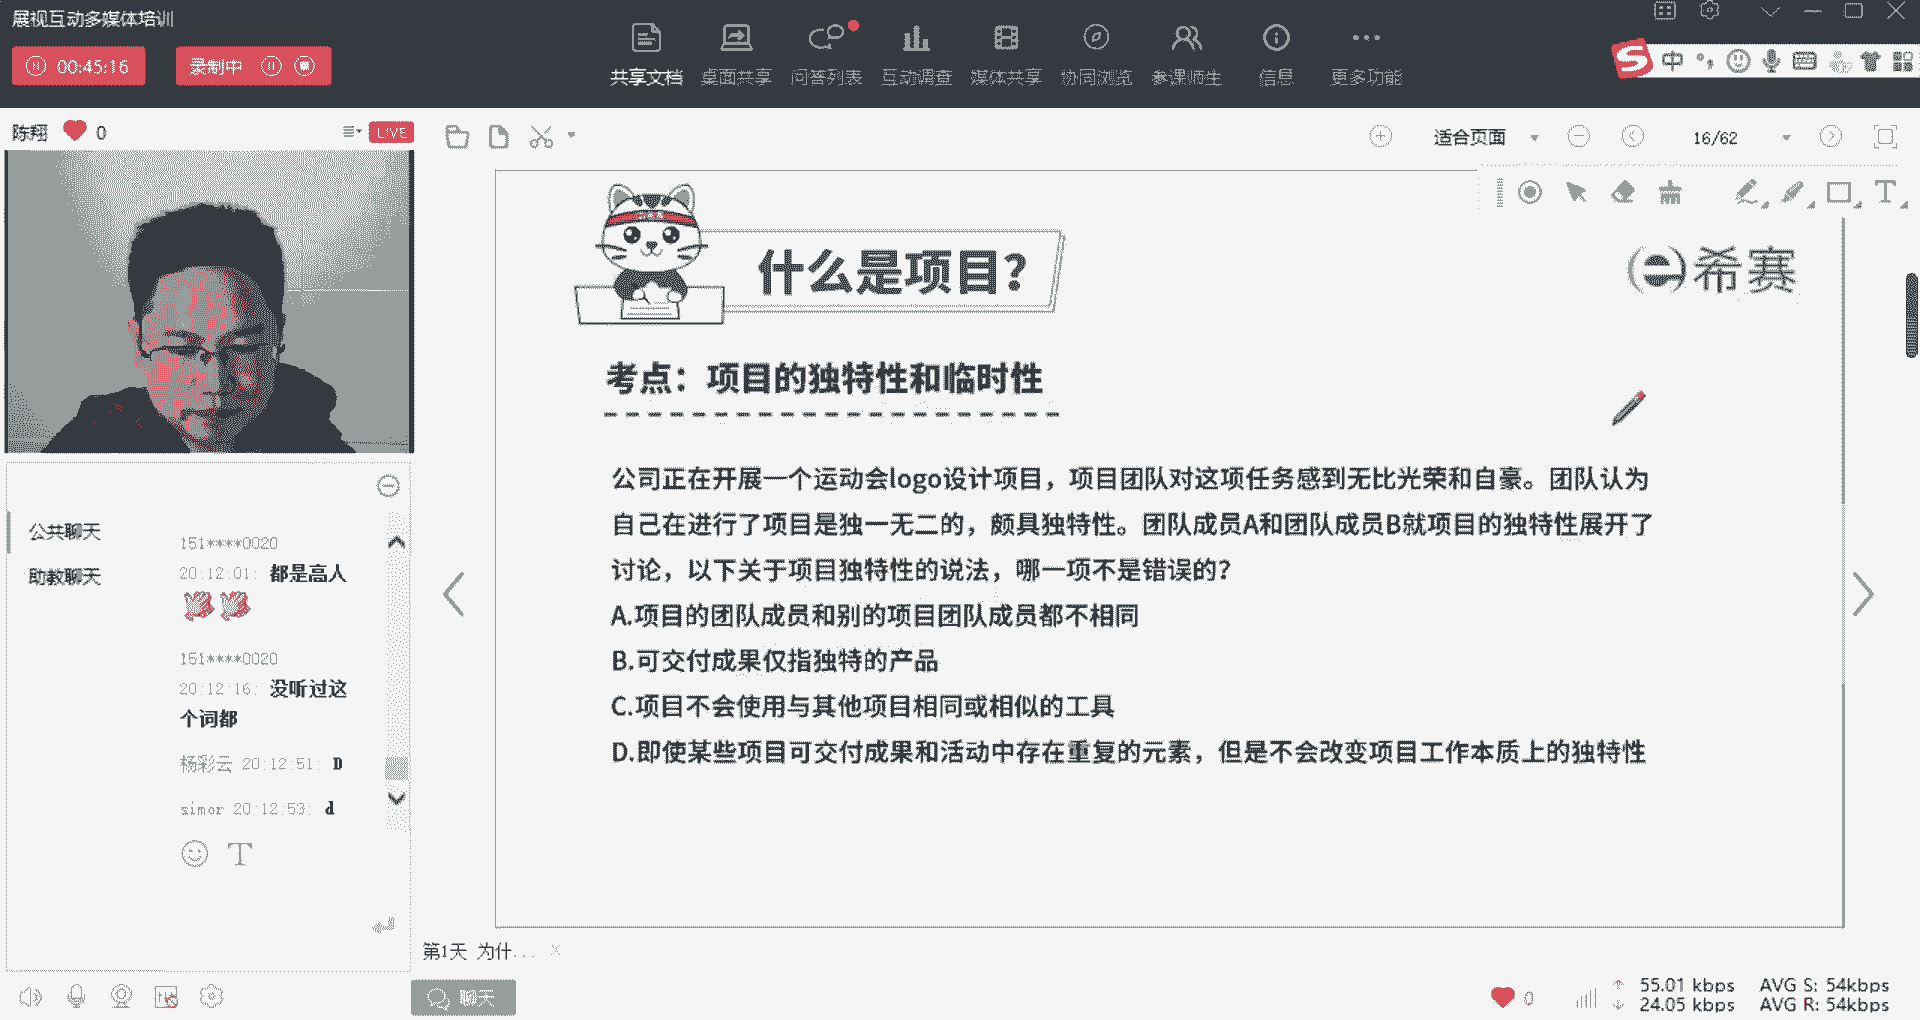 展视互动多媒体培训
00:45:16
录制中
共享文档 桌面共享 问答列表 互动调查 媒体共享 协同浏览 参课师生 信息 更多功能
中
陈翔 0
LIVE
适合页面
16/62
什么是项目？
希赛
考点：项目的独特性和临时性
公司正在开展一个运动会logo设计项目，项目团队对这项任务感到无比光荣和自豪。团队认为
自己在进行了项目是独一无二的，颇具独特性。团队成员A和团队成员B就项目的独特性展开了
讨论，以下关于项目独特性的说法，哪一项不是错误的？
A.项目的团队成员和别的项目团队成员都不相同
B.可交付成果仅指独特的产品
C.项目不会使用与其他项目相同或相似的工具
D.即使某些项目可交付成果和活动中存在重复的元素，但是不会改变项目工作本质上的独特性
公共聊天
助教聊天
151****0020
20:12:01: 都是高人
151****0020
20:12:16: 没听过这
个词都
杨彩云 20:12:51: D
simor 20:12:53: d
第1天 为什...
聊天
0
55.01 kbps AVG S: 54kbps
24.05 kbps AVG R: 54kbps